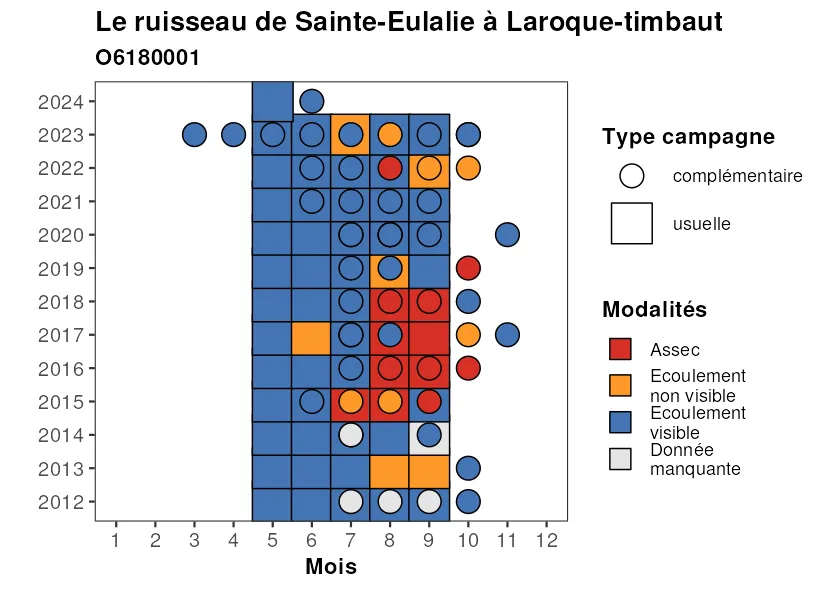 Le ruisseau de Sainte-Eulalie à Laroque-timbaut
O6180001
2024
2023
2022
2021
2020
2019
2018
2017
2016
2015
2014
2013
2012
1 2 3 4 5 6 7 8 9 10 11 12
Mois
Type campagne
complémentaire
usuelle
Modalités
Assec
Ecoulement
non visible
Ecoulement
visible
Donnée
manquante